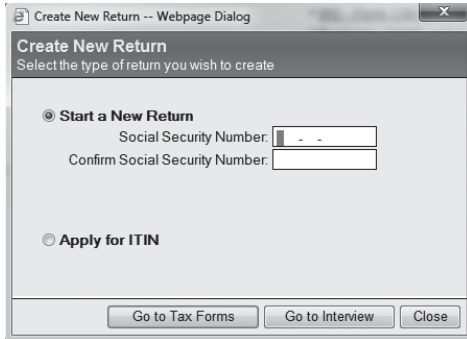 Create New Return -- Webpage Dialog
X
Create New Return
Select the type of return you wish to create
Start a New Return
Social Security Number: - -
Confirm Social Security Number:
Apply for ITIN
Go to Tax Forms Go to Interview Close